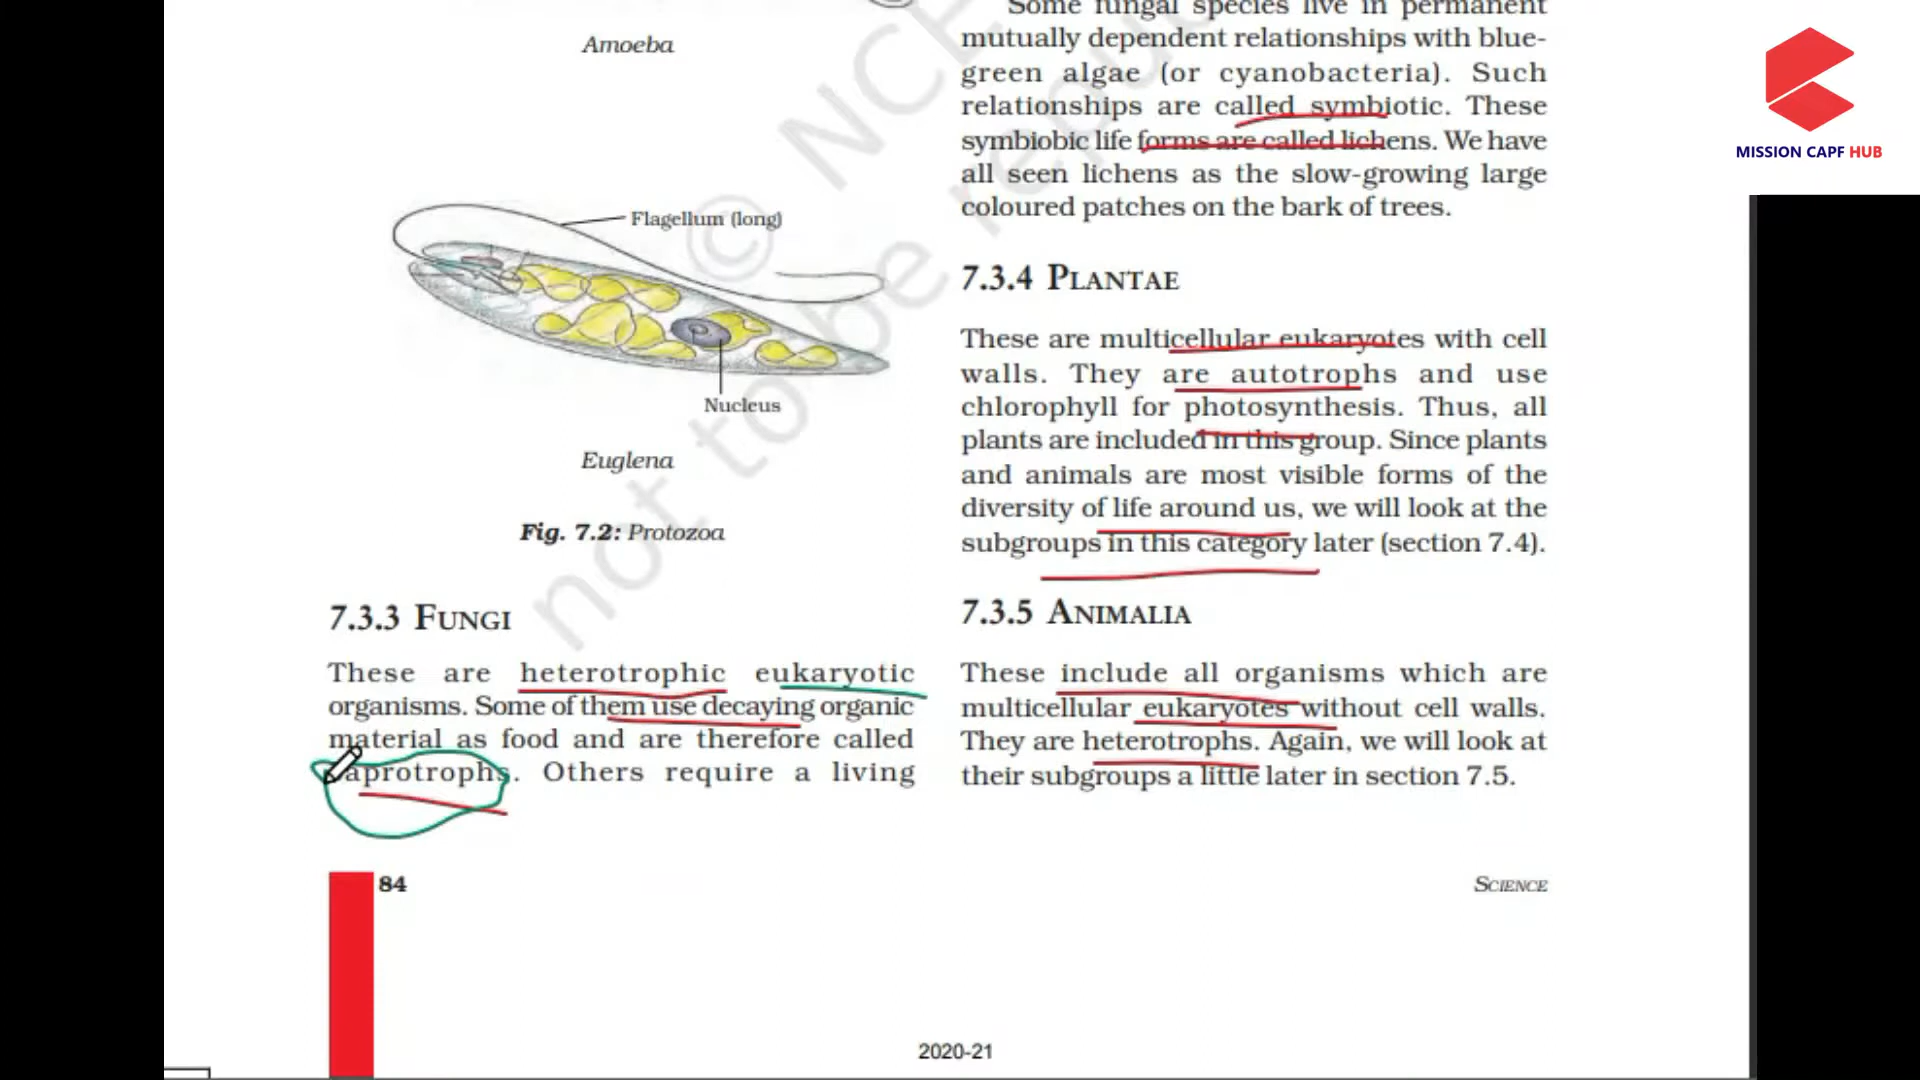 Amoeba
Flagellum (long)
Nucleus
Euglena
Fig. 7.2: Protozoa
7.3.3 FUNGI
These are heterotrophic eukaryotic
organisms. Some of them use decaying organic
material as food and are therefore called
aprotrophs. Others require a living
Some fungal species live in permanent
mutually dependent relationships with blue-
green algae (or cyanobacteria). Such
relationships are called symbiotic. These
symbiobic life forms are called lichens. We have
all seen lichens as the slow-growing large
coloured patches on the bark of trees.
7.3.4 PLANTAE
These are multicellular eukaryotes with cell
walls. They are autotrophs and use
chlorophyll for photosynthesis. Thus, all
plants are included in this group. Since plants
and animals are most visible forms of the
diversity of life around us, we will look at the
subgroups in this category later (section 7.4).
7.3.5 ANIMALIA
These include all organisms which are
multicellular eukaryotes without cell walls.
They are heterotrophs. Again, we will look at
their subgroups a little later in section 7.5.
84
SCIENCE
2020-21
MISSION CAPF HUB
© NCE
not to be repu